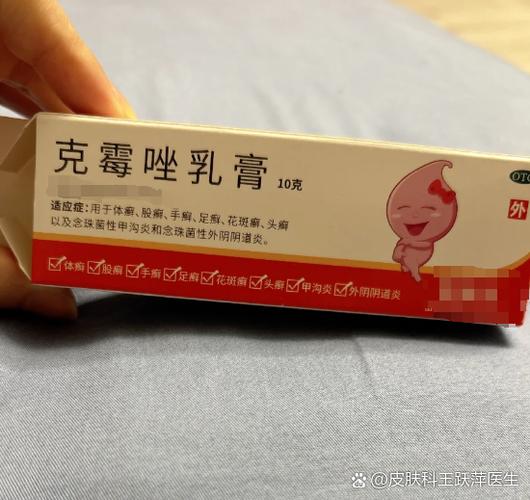 克霉唑乳膏 10克
适应症:用于体癣、股癣、手癣、足癣、花斑癣、头癣
以及念珠菌性甲沟炎和念珠菌性外阴阴道炎。
体癣 股癣 手癣 足癣 花斑癣 头癣 甲沟炎 外阴阴道炎
OTC
外
@皮肤科王跃萍医生